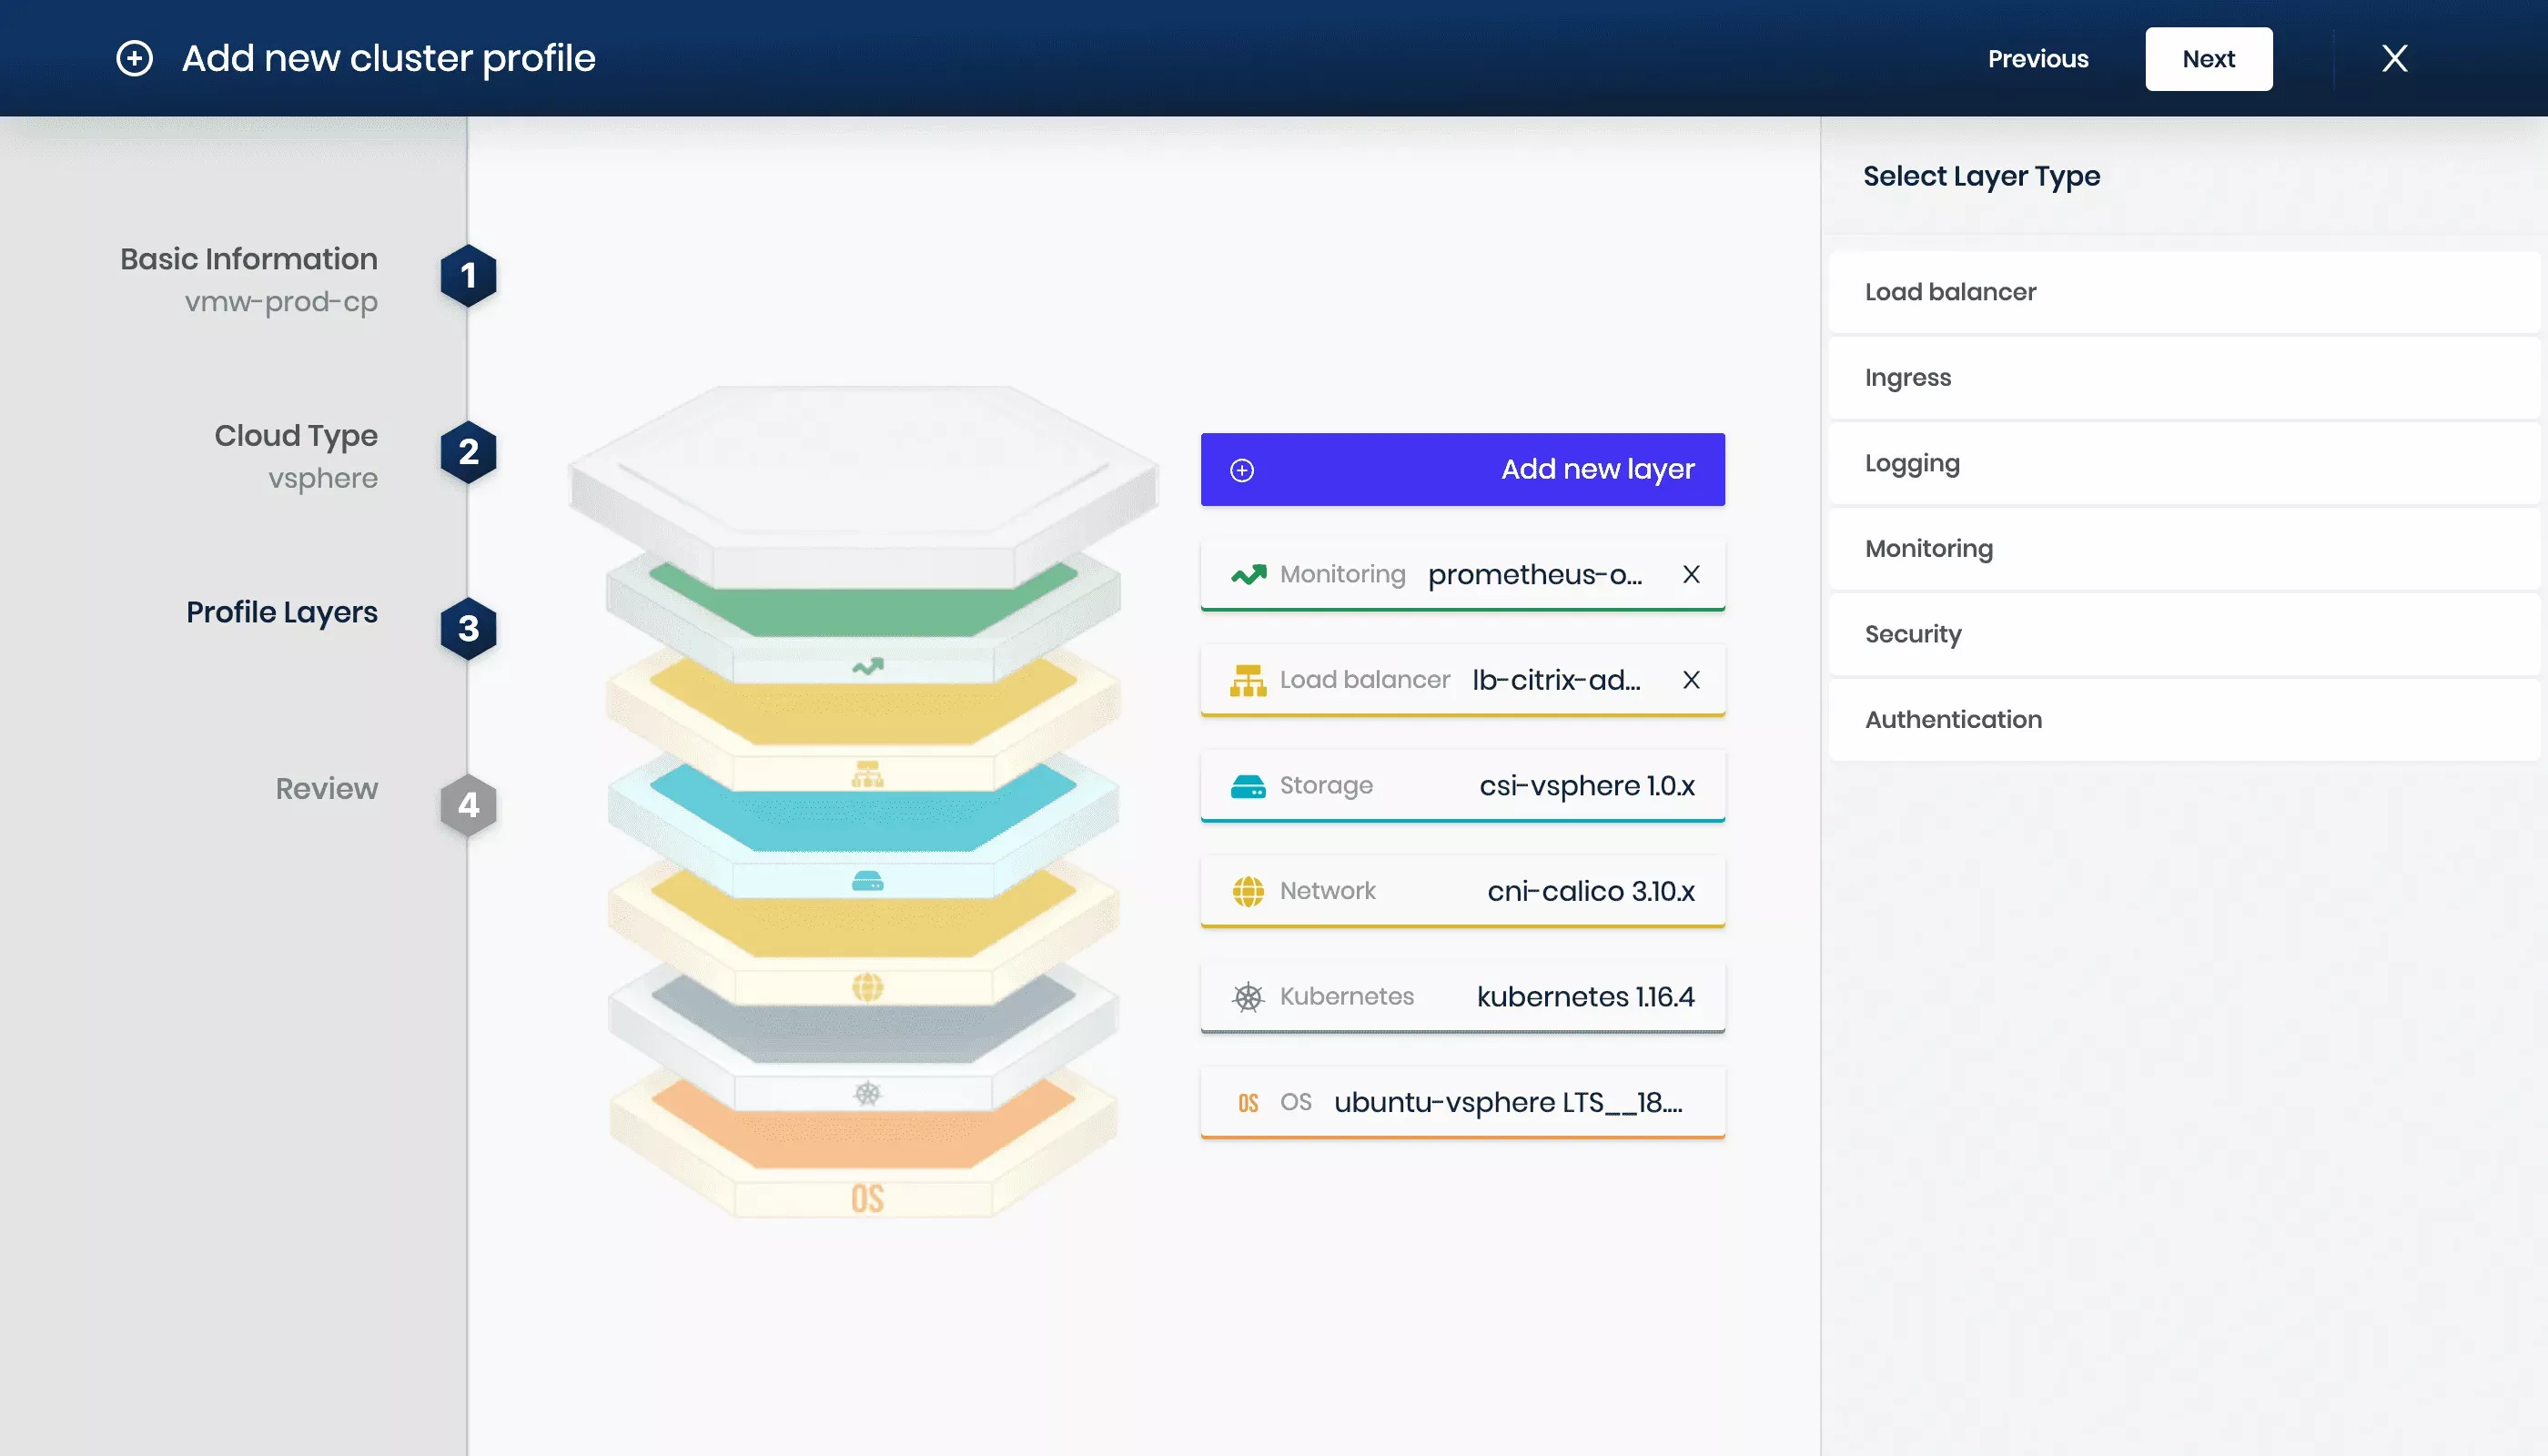 Add new cluster profile
Previous
Next
X
Basic Information
vmw-prod-cp
1
Cloud Type
vsphere
2
Profile Layers
3
Review
4
OS
Add new layer
Monitoring prometheus-o... X
Load balancer lb-citrix-ad... X
Storage csi-vsphere 1.0.x
Network cni-calico 3.10.x
Kubernetes kubernetes 1.16.4
OS OS ubuntu-vsphere LTS__18....
Select Layer Type
Load balancer
Ingress
Logging
Monitoring
Security
Authentication